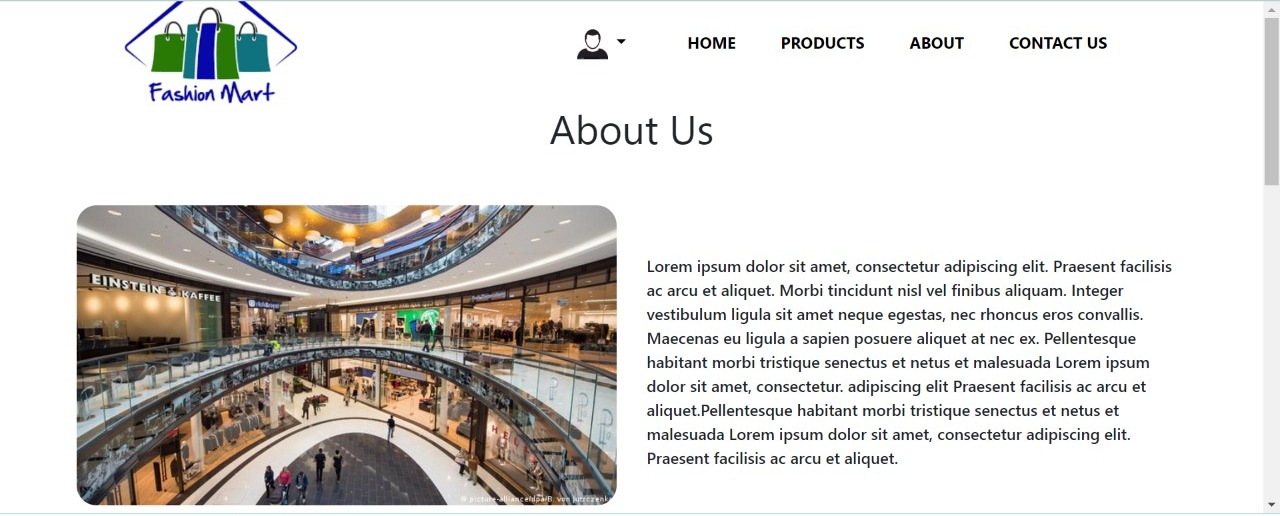 Fashion Mart
HOME PRODUCTS ABOUT CONTACT US
About Us
EINSTEIN KAFFEE
Lorem ipsum dolor sit amet, consectetur adipiscing elit. Praesent facilisis
ac arcu et aliquet. Morbi tincidunt nisl vel finibus aliquam. Integer
vestibulum ligula sit amet neque egestas, nec rhoncus eros convallis.
Maecenas eu ligula a sapien posuere aliquet at nec ex. Pellentesque
habitant morbi tristique senectus et netus et malesuada Lorem ipsum
dolor sit amet, consectetur. adipiscing elit Praesent facilisis ac arcu et
aliquet.Pellentesque habitant morbi tristique senectus et netus et
malesuada Lorem ipsum dolor sit amet, consectetur adipiscing elit.
Praesent facilisis ac arcu et aliquet.
© picture-alliance/dpa/B. von